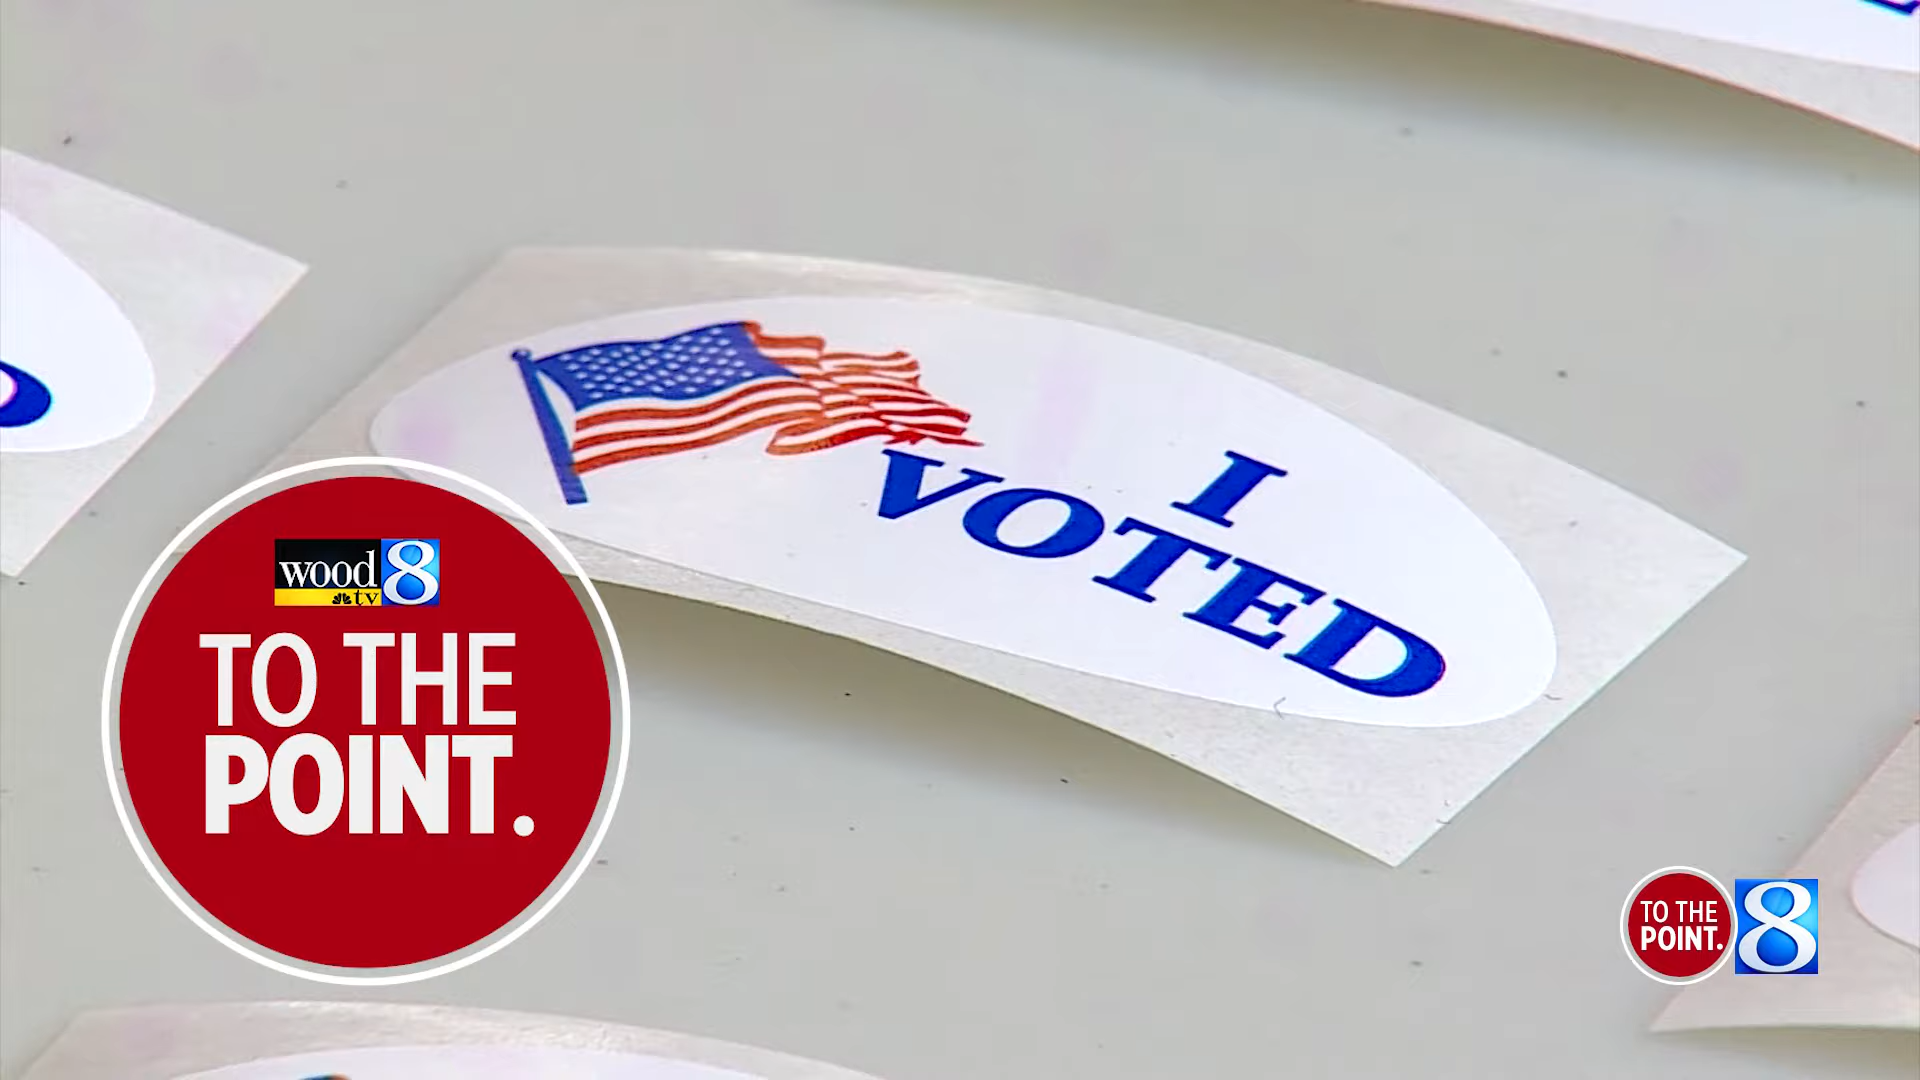 I
VOTED
wood 8
tv
TO THE
POINT.
TO THE
POINT.
8